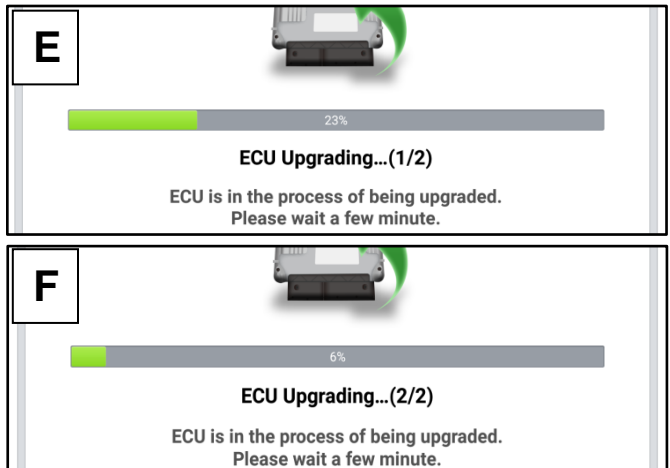 E
23%
ECU Upgrading...(1/2)
ECU is in the process of being upgraded.
Please wait a few minute.
F
6%
ECU Upgrading...(2/2)
ECU is in the process of being upgraded.
Please wait a few minute.